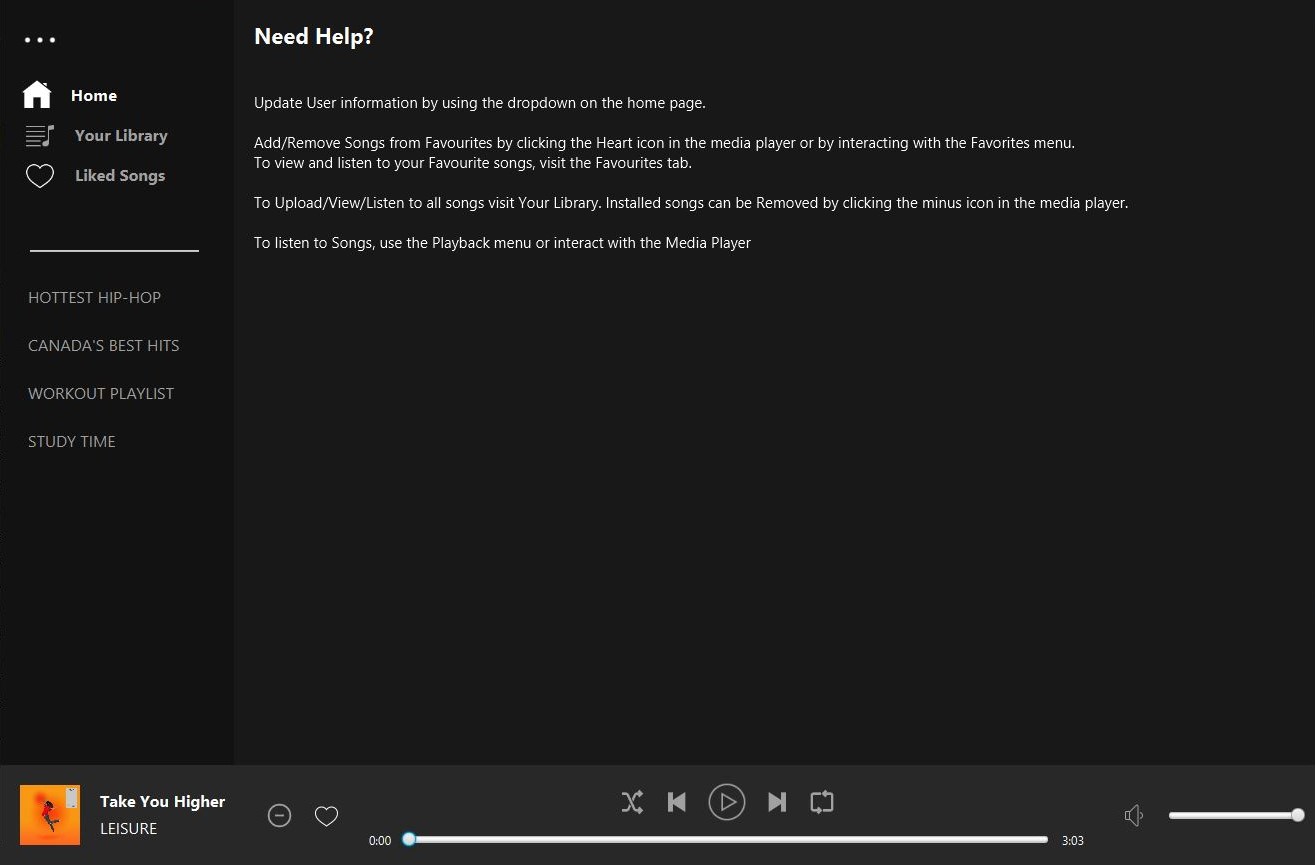 Home
Your Library
Liked Songs
HOTTEST HIP-HOP
CANADA'S BEST HITS
WORKOUT PLAYLIST
STUDY TIME
Need Help?
Update User information by using the dropdown on the home page.
Add/Remove Songs from Favourites by clicking the Heart icon in the media player or by interacting with the Favorites menu.
To view and listen to your Favourite songs, visit the Favourites tab.
To Upload/View/Listen to all songs visit Your Library. Installed songs can be Removed by clicking the minus icon in the media player.
To listen to Songs, use the Playback menu or interact with the Media Player
Take You Higher
LEISURE
0:00
3:03